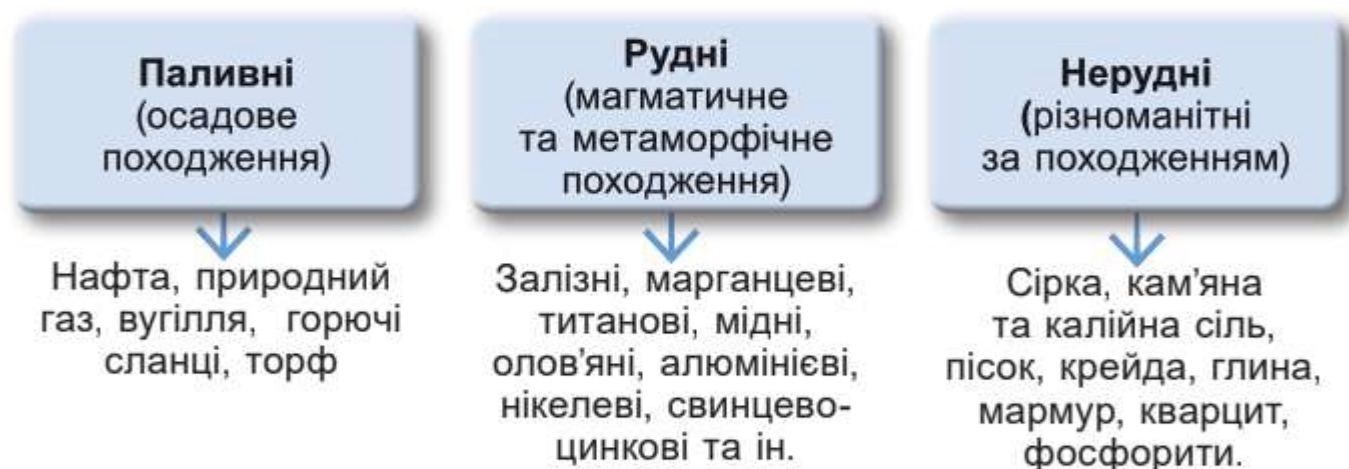 Паливні
(осадове
походження)
Нафта, природний
газ, вугілля, горючі
сланці, торф
Рудні
(магматичне
та метаморфічне
походження)
Залізні, марганцеві,
титанові, мідні,
олов'яні, алюмінієві,
нікелеві, свинцево-
цинкові та ін.
Нерудні
(різноманітні
за походженням)
Сірка, кам'яна
та калійна сіль,
пісок, крейда, глина,
мармур, кварцит,
фосфорити.